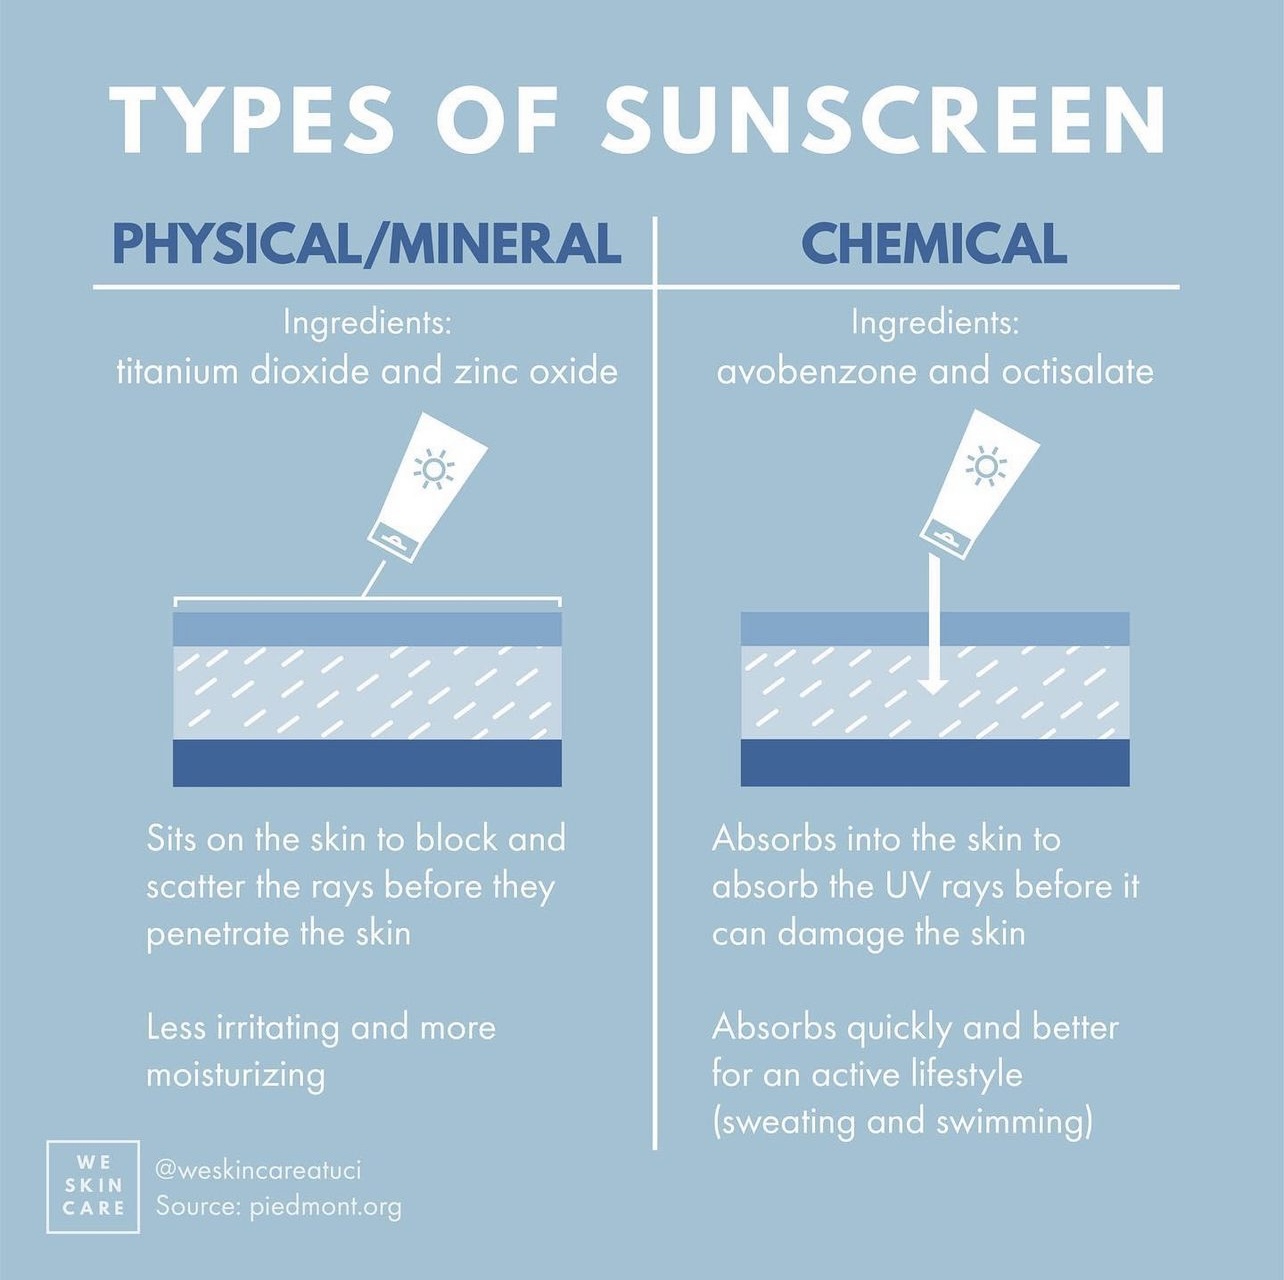 TYPES OF SUNSCREEN
PHYSICAL/MINERAL
Ingredients:
titanium dioxide and zinc oxide
Sits on the skin to block and
scatter the rays before they
penetrate the skin
Less irritating and more
moisturizing
CHEMICAL
Ingredients:
avobenzone and octisalate
Absorbs into the skin to
absorb the UV rays before it
can damage the skin
Absorbs quickly and better
for an active lifestyle
(sweating and swimming)
WE
SKIN
CARE
@weskincareatuci
Source: piedmont.org